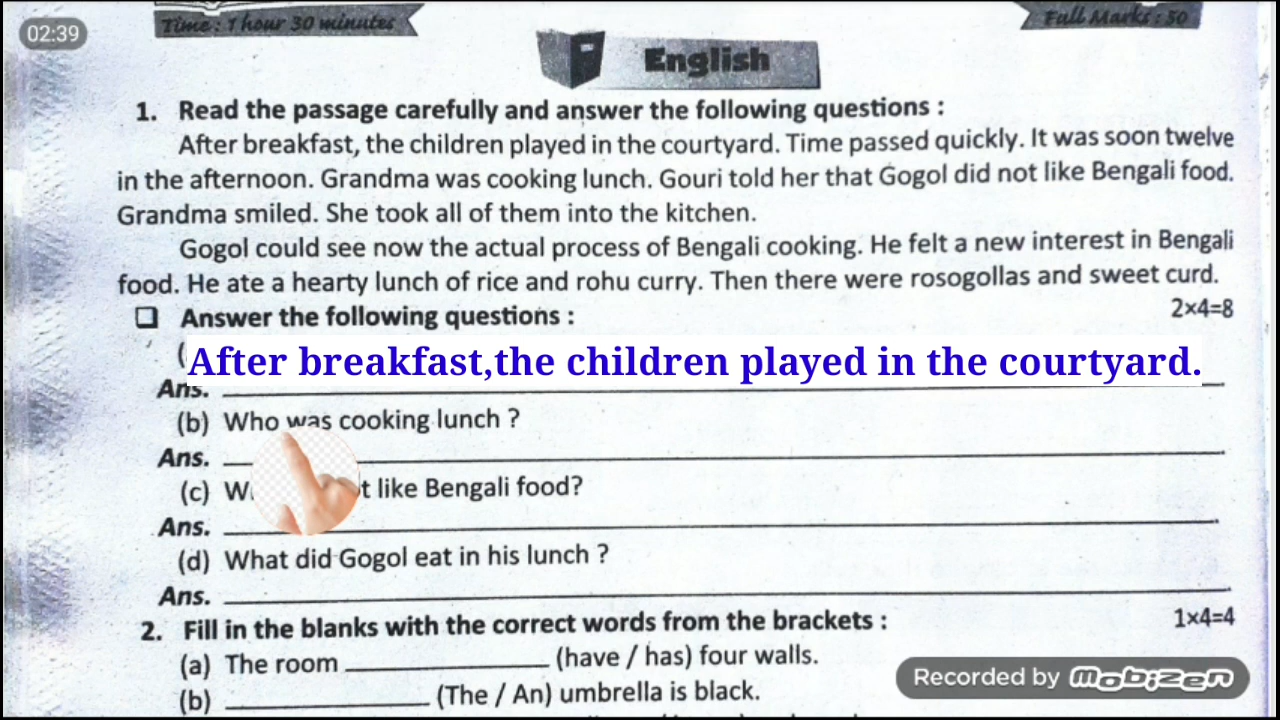 02:39
Time : 1 hour 30 minutes
Full Marks : 50
English
1. Read the passage carefully and answer the following questions :
After breakfast, the children played in the courtyard. Time passed quickly. It was soon twelve
in the afternoon. Grandma was cooking lunch. Gouri told her that Gogol did not like Bengali food.
Grandma smiled. She took all of them into the kitchen.
Gogol could see now the actual process of Bengali cooking. He felt a new interest in Bengali
food. He ate a hearty lunch of rice and rohu curry. Then there were rosogollas and sweet curd.
❑ Answer the following questions : 2×4=8
(
After breakfast,the children played in the courtyard.
Ans.
(b) Who was cooking lunch ?
Ans.
(c) t like Bengali food?
Ans.
(d) What did Gogol eat in his lunch ?
Ans.
2. Fill in the blanks with the correct words from the brackets : 1×4=4
(a) The room ____________ (have / has) four walls.
(b) ____________ (The / An) umbrella is black.
Recorded by mobizen